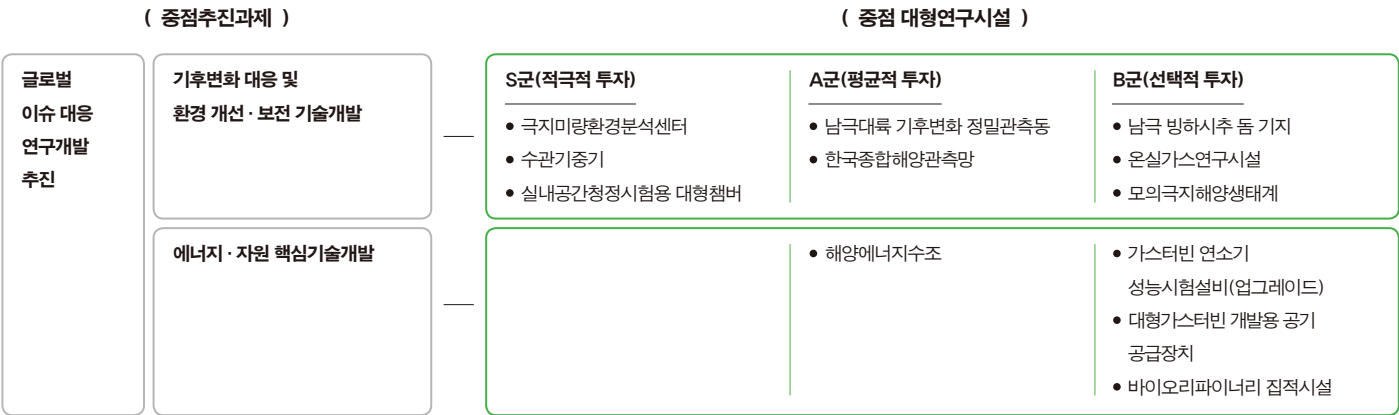 ( 중점추진과제 )
( 중점 대형연구시설 )
글로벌
이슈 대응
연구개발
추진
기후변화 대응 및
환경 개선 · 보전 기술개발
S군(적극적 투자)
• 극지미량환경분석센터
• 수관기중기
• 실내공간청정시험용 대형챔버
A군(평균적 투자)
• 남극대륙 기후변화 정밀관측동
• 한국종합해양관측망
B군(선택적 투자)
• 남극 빙하시추 돔 기지
• 온실가스연구시설
• 모의극지해양생태계
에너지 · 자원 핵심기술개발
• 해양에너지수조
• 가스터빈 연소기
성능시험설비(업그레이드)
• 대형가스터빈 개발용 공기
공급장치
• 바이오리파이너리 집적시설